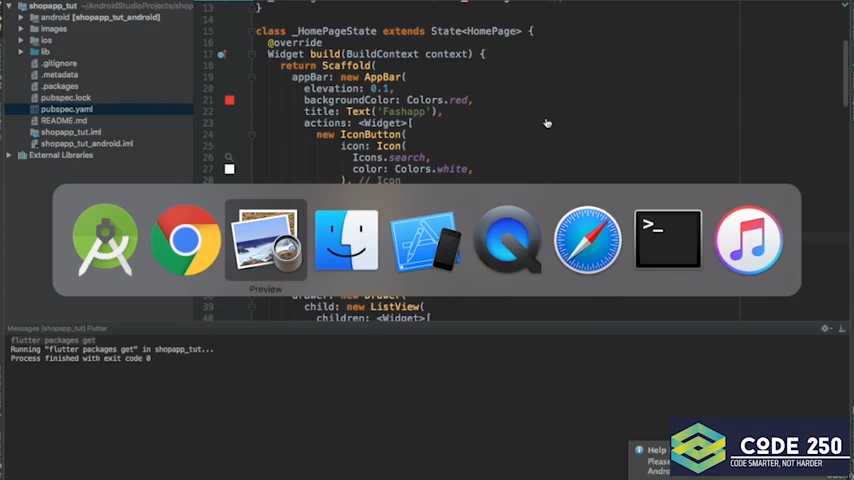 shopapp_tut ~/AndroidStudioProjects/shop
android [shopapp_tut_android]
images
ios
lib
.gitignore
.metadata
.packages
pubspec.lock
pubspec.yaml
README.md
shopapp_tut.iml
shopapp_tut_android.iml
External Libraries
13 }
14
15 class _HomePageState extends State<HomePage> {
16 @override
17 Widget build(BuildContext context) {
18 return Scaffold(
19 appBar: new AppBar(
20 elevation: 0.1,
21 backgroundColor: Colors.red,
22 title: Text('Fashapp'),
23 actions: <Widget>[
24 new IconButton(
25 icon: Icon(
26 Icons.search,
27 color: Colors.white,
28 ), // Icon
Preview
drawer: new Drawer(
39 child: new ListView(
40 children: <Widget>[
Messages [shopapp_tut] Flutter
flutter packages get
Running "flutter packages get" in shopapp_tut...
Process finished with exit code 0
Help
Please
Andro
CODE 250
CODE SMARTER, NOT HARDER